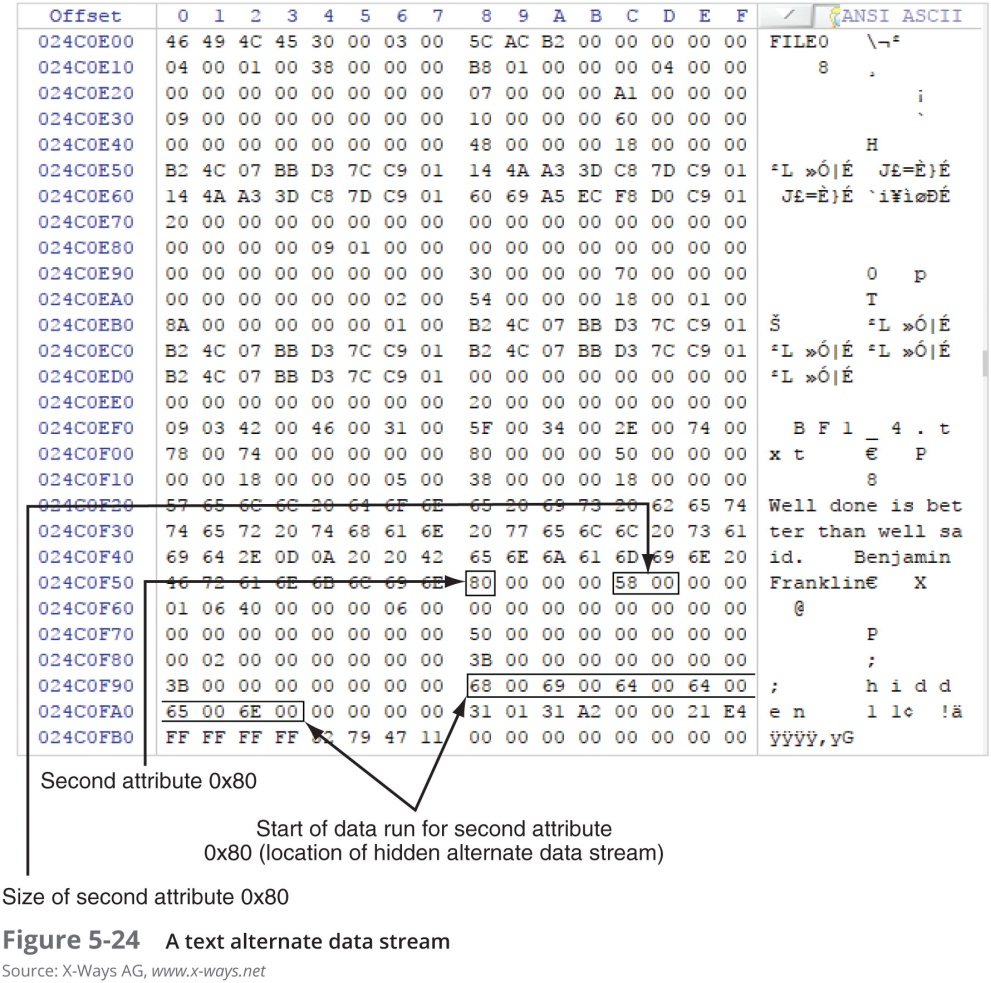 Offset 0 1 2 3 4 5 6 7 8 9 A B C D E F ANSI ASCII
024C0E00 46 49 4C 45 30 00 03 00 5C AC B2 00 00 00 00 00 FILE0 \¬²
024C0E10 04 00 01 00 38 00 00 00 B8 01 00 00 00 04 00 00 8 ¸
024C0E20 00 00 00 00 00 00 00 00 07 00 00 00 A1 00 00 00 ¡
024C0E30 09 00 00 00 00 00 00 00 10 00 00 00 60 00 00 00 `
024C0E40 00 00 00 00 00 00 00 00 48 00 00 00 18 00 00 00 H
024C0E50 B2 4C 07 BB D3 7C C9 01 14 4A A3 3D C8 7D C9 01 ²L »Ó|É J£=È}É
024C0E60 14 4A A3 3D C8 7D C9 01 60 69 A5 EC F8 D0 C9 01 J£=È}É `i¥ìøÐÉ
024C0E70 20 00 00 00 00 00 00 00 00 00 00 00 00 00 00 00
024C0E80 00 00 00 00 09 01 00 00 00 00 00 00 00 00 00 00
024C0E90 00 00 00 00 00 00 00 00 30 00 00 00 70 00 00 00 0 p
024C0EA0 00 00 00 00 00 00 02 00 54 00 00 00 18 00 01 00 T
024C0EB0 8A 00 00 00 00 00 01 00 B2 4C 07 BB D3 7C C9 01 Š ²L »Ó|É
024C0EC0 B2 4C 07 BB D3 7C C9 01 B2 4C 07 BB D3 7C C9 01 ²L »Ó|É ²L »Ó|É
024C0ED0 B2 4C 07 BB D3 7C C9 01 00 00 00 00 00 00 00 00 ²L »Ó|É
024C0EE0 00 00 00 00 00 00 00 00 20 00 00 00 00 00 00 00
024C0EF0 09 03 42 00 46 00 31 00 5F 00 34 00 2E 00 74 00 B F 1 _ 4 . t
024C0F00 78 00 74 00 00 00 00 00 80 00 00 00 50 00 00 00 x t € P
024C0F10 00 00 18 00 00 00 05 00 38 00 00 00 18 00 00 00 8
024C0F20 57 65 6C 6C 20 64 6F 6E 65 20 69 73 20 62 65 74 Well done is bet
024C0F30 74 65 72 20 74 68 61 6E 20 77 65 6C 6C 20 73 61 ter than well sa
024C0F40 69 64 2E 0D 0A 20 20 42 65 6E 6A 61 6D 69 6E 20 id. Benjamin
024C0F50 46 72 61 6E 6B 6C 69 6E 80 00 00 00 58 00 00 00 Franklin€ X
024C0F60 01 06 40 00 00 00 06 00 00 00 00 00 00 00 00 00 @
024C0F70 00 00 00 00 00 00 00 00 50 00 00 00 00 00 00 00 P
024C0F80 00 02 00 00 00 00 00 00 3B 00 00 00 00 00 00 00 ;
024C0F90 3B 00 00 00 00 00 00 00 68 00 69 00 64 00 64 00 ; h i d d
024C0FA0 65 00 6E 00 00 00 00 00 31 01 31 A2 00 00 21 E4 e n 1 1¢ !ä
024C0FB0 FF FF FF FF 82 79 47 11 00 00 00 00 00 00 00 00 ÿÿÿÿ‚yG
Second attribute 0x80
Start of data run for second attribute
0x80 (location of hidden alternate data stream)
Size of second attribute 0x80
Figure 5-24 A text alternate data stream
Source: X-Ways AG, www.x-ways.net